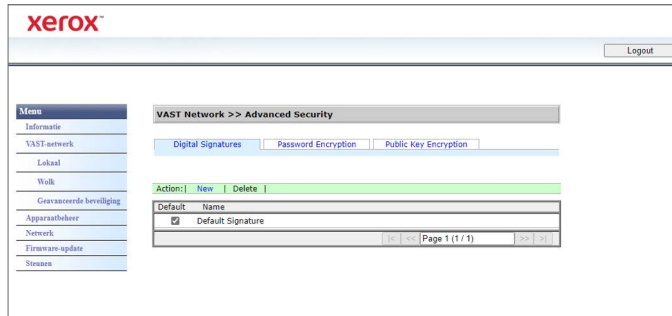 xerox™
Logout
Menu
Informatie
VAST-netwerk
Lokaal
Wolk
Geavanceerde beveiliging
Apparaatbeheer
Netwerk
Firmware-update
Steunen
VAST Network >> Advanced Security
Digital Signatures Password Encryption Public Key Encryption
Action:| New | Delete |
Default Name
Default Signature
|< << Page 1 (1 / 1) >> >|